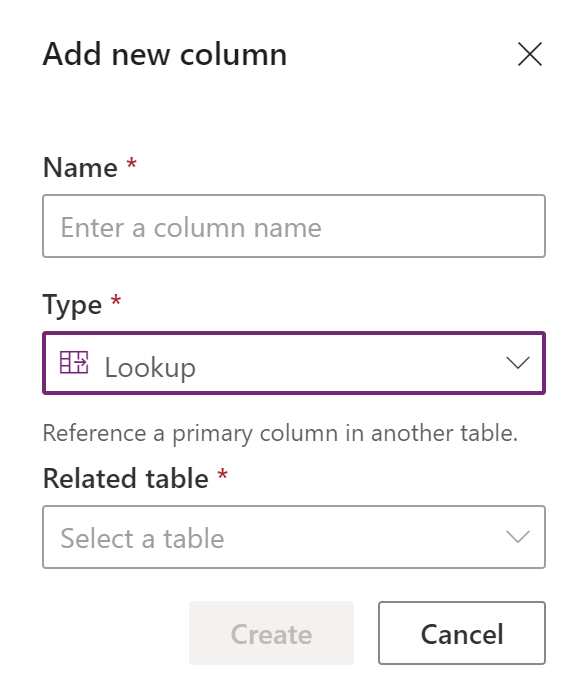 Add new column
Name *
Enter a column name
Type *
Lookup
Reference a primary column in another table.
Related table *
Select a table
Create Cancel